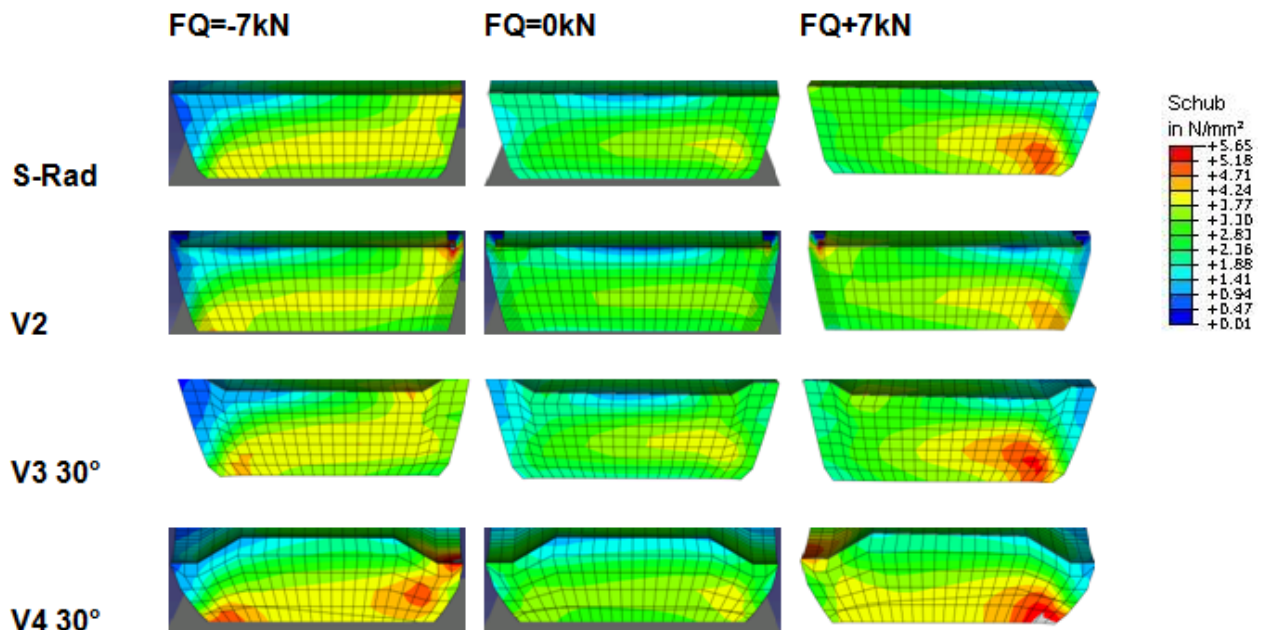 FQ=-7kN FQ=0kN FQ+7kN
Schub
in N/mm²
S-Rad
+5.65
+5.18
+4.71
+4.24
+3.77
+3.30
+2.83
+2.36
+1.88
+1.41
+0.94
+0.47
+0.01
V2
V3 30°
V4 30°